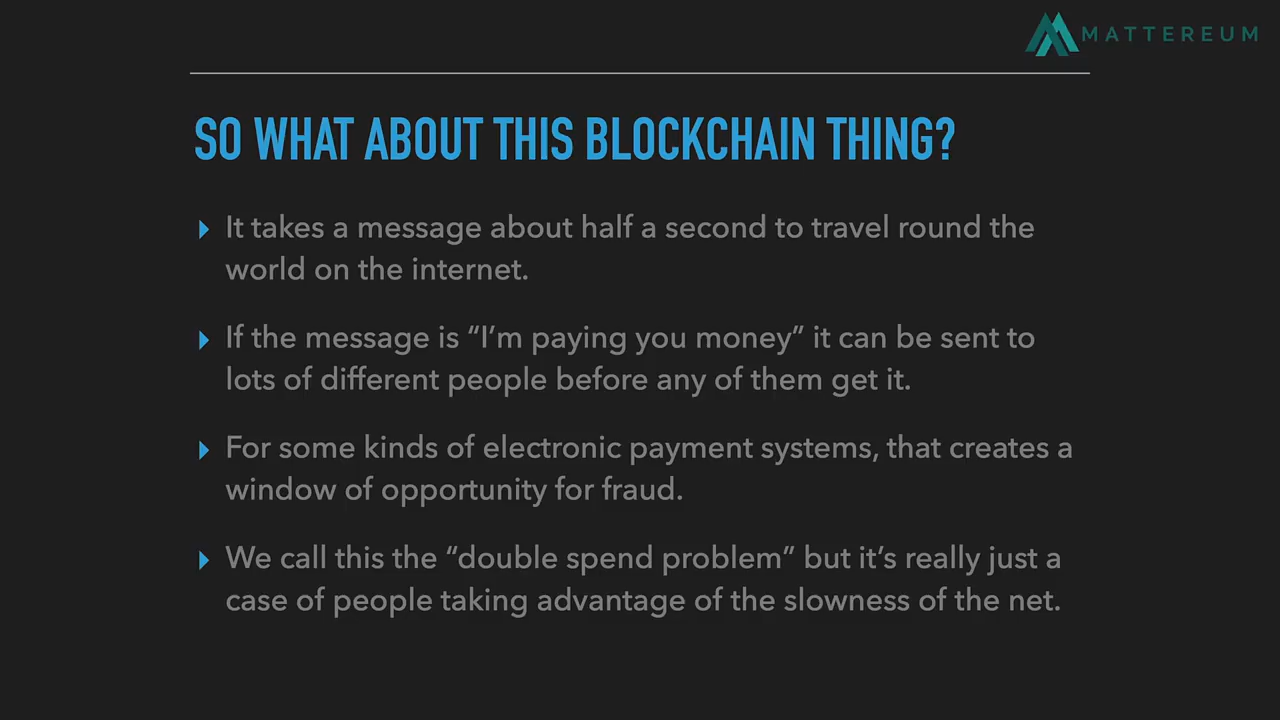 MATTEREUM
SO WHAT ABOUT THIS BLOCKCHAIN THING?
It takes a message about half a second to travel round the
world on the internet.
If the message is “I’m paying you money” it can be sent to
lots of different people before any of them get it.
For some kinds of electronic payment systems, that creates a
window of opportunity for fraud.
We call this the “double spend problem” but it’s really just a
case of people taking advantage of the slowness of the net.